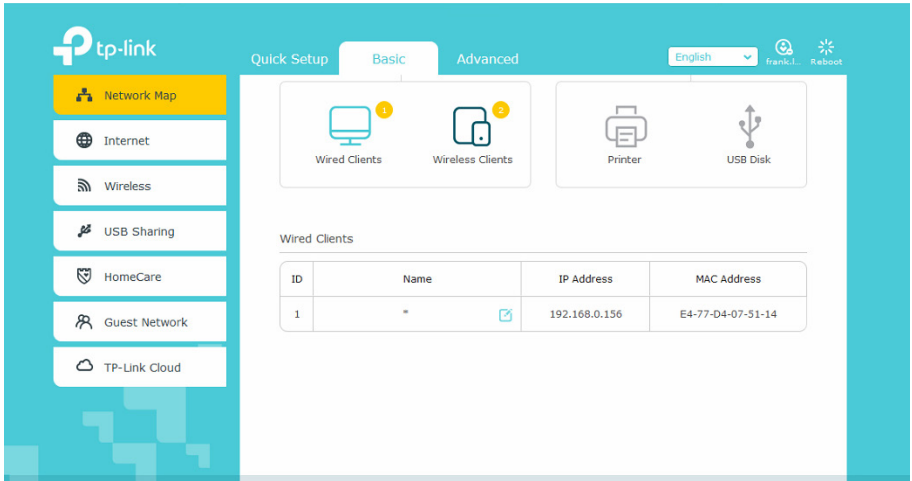 tp-link
Quick Setup Basic Advanced English frank.l... Reboot
Network Map
Internet
Wireless
USB Sharing
HomeCare
Guest Network
TP-Link Cloud
1 2
Wired Clients Wireless Clients Printer USB Disk
Wired Clients
ID Name IP Address MAC Address
1 * 192.168.0.156 E4-77-D4-07-51-14